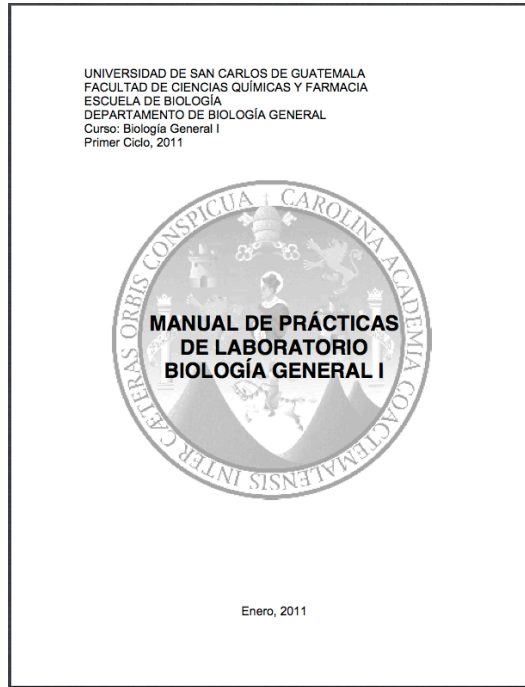 UNIVERSIDAD DE SAN CARLOS DE GUATEMALA
FACULTAD DE CIENCIAS QUÍMICAS Y FARMACIA
ESCUELA DE BIOLOGÍA
DEPARTAMENTO DE BIOLOGÍA GENERAL
Curso: Biología General I
Primer Ciclo, 2011
CAROLINA ACADEMIA COACTEMALENSIS INTER CÆTERAS ORBIS CONSPICUA
MANUAL DE PRÁCTICAS
DE LABORATORIO
BIOLOGÍA GENERAL I
Enero, 2011